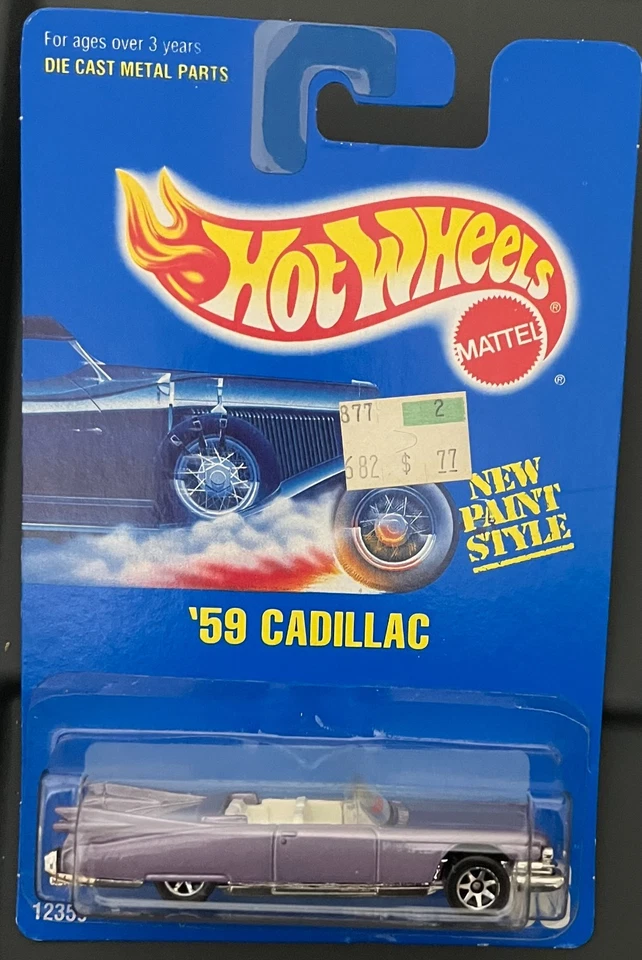 For ages over 3 years
DIE CAST METAL PARTS
HOT WHEELS
®
MATTEL
®
877 2
682 $ 77
NEW
PAINT
STYLE
'59 CADILLAC